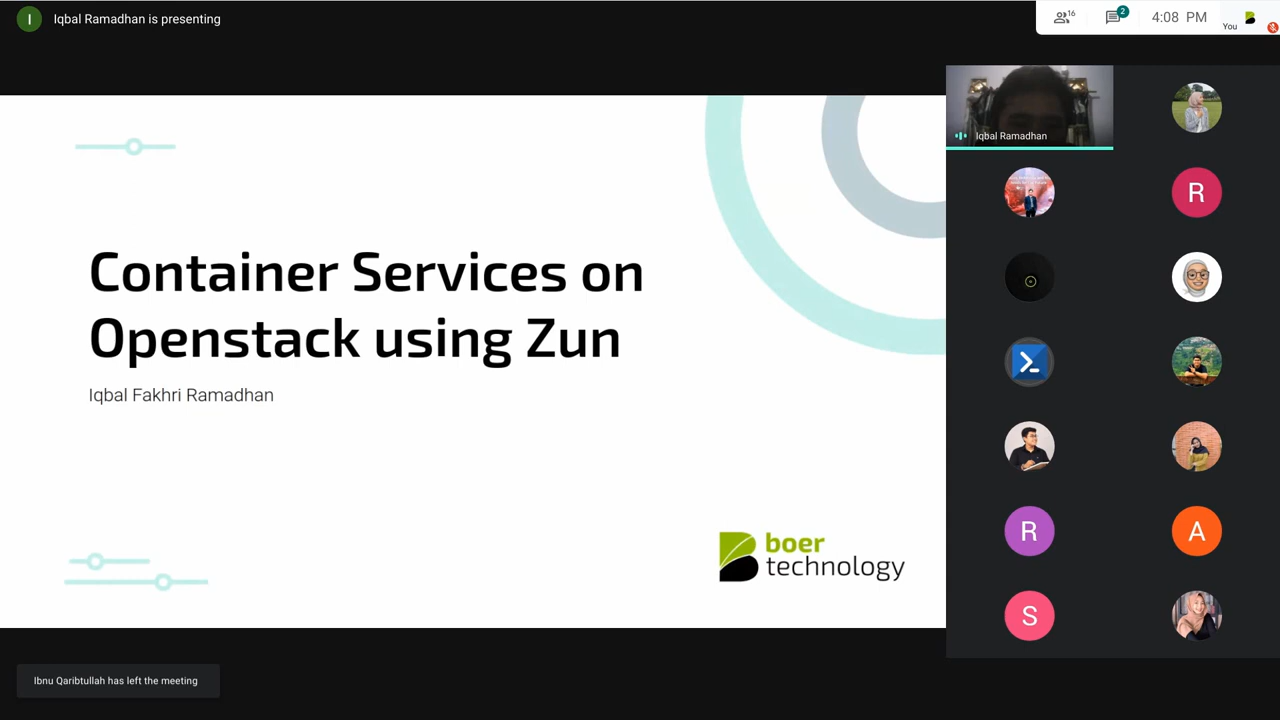 I
Iqbal Ramadhan is presenting
16
2
4:08 PM
You
Iqbal Ramadhan
R
Container Services on
Openstack using Zun
Iqbal Fakhri Ramadhan
R
A
boer
technology
S
Ibnu Qaribtullah has left the meeting